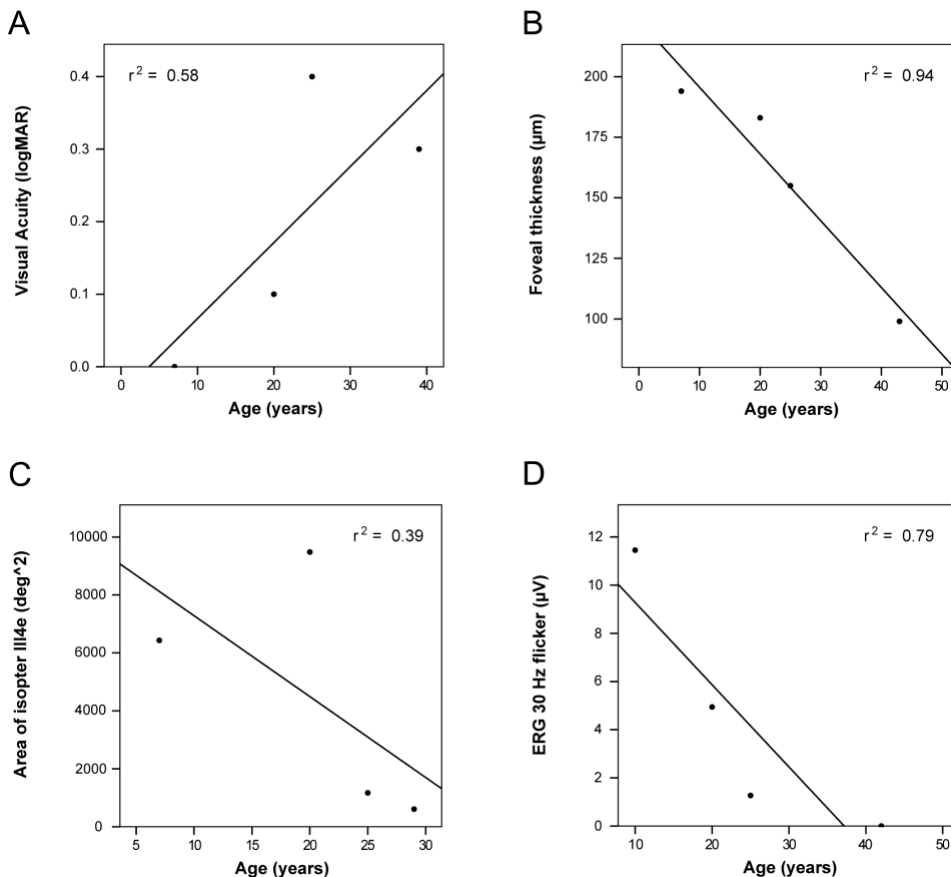 A
r² = 0.58
Visual Acuity (logMAR)
0.4
0.3
0.2
0.1
0.0
0 10 20 30 40
Age (years)
B
r² = 0.94
Foveal thickness (µm)
200
175
150
125
100
0 10 20 30 40 50
Age (years)
C
r² = 0.39
Area of isopter III4e (deg^2)
10000
8000
6000
4000
2000
0
5 10 15 20 25 30
Age (years)
D
r² = 0.79
ERG 30 Hz flicker (µV)
12
10
8
6
4
2
0
10 20 30 40 50
Age (years)